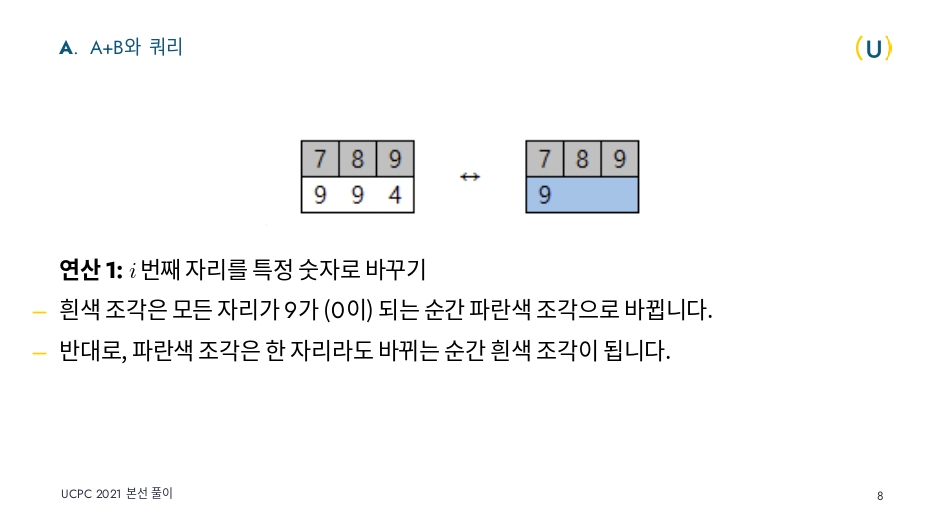 A. A+B와 쿼리
(U)
7 8 9 ↔ 7 8 9
9 9 4 9
연산 1: i 번째 자리를 특정 숫자로 바꾸기
– 흰색 조각은 모든 자리가 9가 (0이) 되는 순간 파란색 조각으로 바뀝니다.
– 반대로, 파란색 조각은 한 자리라도 바뀌는 순간 흰색 조각이 됩니다.
UCPC 2021 본선 풀이
8